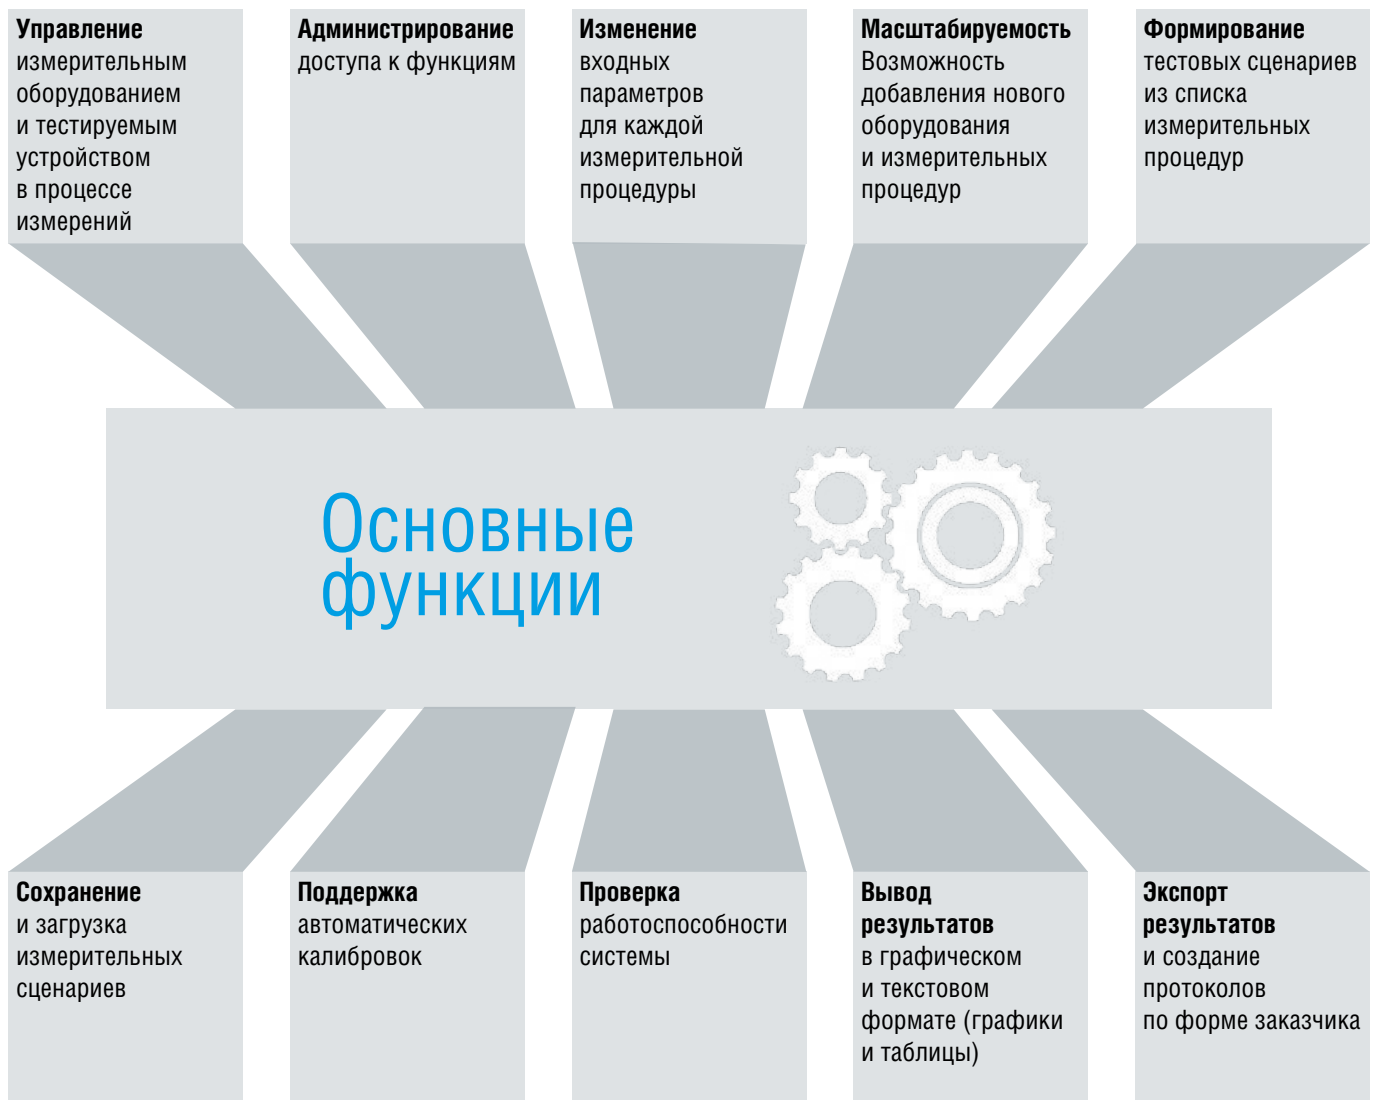 Управление
измерительным
оборудованием
и тестируемым
устройством
в процессе
измерений
Администрирование
доступа к функциям
Изменение
входных
параметров
для каждой
измерительной
процедуры
Масштабируемость
Возможность
добавления нового
оборудования
и измерительных
процедур
Формирование
тестовых сценариев
из списка
измерительных
процедур
Основные
функции
Сохранение
и загрузка
измерительных
сценариев
Поддержка
автоматических
калибровок
Проверка
работоспособности
системы
Вывод
результатов
в графическом
и текстовом
формате (графики
и таблицы)
Экспорт
результатов
и создание
протоколов
по форме заказчика